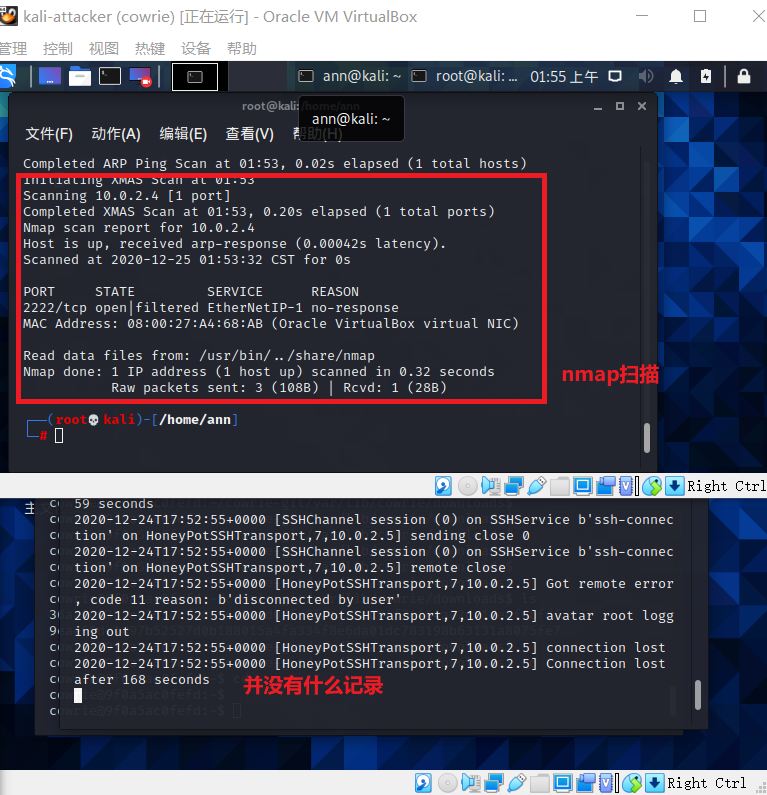 kali-attacker (cowrie) [正在运行] - Oracle VM VirtualBox
管理 控制 视图 热键 设备 帮助
ann@kali: ~ root@kali: ... 01:55 上午
root@kali: /home/ann
ann@kali: ~
文件(F) 动作(A) 编辑(E) 查看(V) 帮助(H)
Completed ARP Ping Scan at 01:53, 0.02s elapsed (1 total hosts)
Initiating XMAS Scan at 01:53
Scanning 10.0.2.4 [1 port]
Completed XMAS Scan at 01:53, 0.20s elapsed (1 total ports)
Nmap scan report for 10.0.2.4
Host is up, received arp-response (0.00042s latency).
Scanned at 2020-12-25 01:53:32 CST for 0s
PORT STATE SERVICE REASON
2222/tcp open|filtered EtherNetIP-1 no-response
MAC Address: 08:00:27:A4:68:AB (Oracle VirtualBox virtual NIC)
Read data files from: /usr/bin/../share/nmap
Nmap done: 1 IP address (1 host up) scanned in 0.32 seconds
Raw packets sent: 3 (108B) | Rcvd: 1 (28B)
nmap扫描
(root💀kali)-[/home/ann]
#
Right Ctrl
59 seconds
2020-12-24T17:52:55+0000 [SSHChannel session (0) on SSHService b'ssh-connec
tion' on HoneyPotSSHTransport,7,10.0.2.5] sending close 0
2020-12-24T17:52:55+0000 [SSHChannel session (0) on SSHService b'ssh-connec
tion' on HoneyPotSSHTransport,7,10.0.2.5] remote close
2020-12-24T17:52:55+0000 [HoneyPotSSHTransport,7,10.0.2.5] Got remote error
, code 11 reason: b'disconnected by user'
2020-12-24T17:52:55+0000 [HoneyPotSSHTransport,7,10.0.2.5] avatar root logg
ing out
2020-12-24T17:52:55+0000 [HoneyPotSSHTransport,7,10.0.2.5] connection lost
2020-12-24T17:52:55+0000 [HoneyPotSSHTransport,7,10.0.2.5] Connection lost
after 168 seconds
并没有什么记录
Right Ctrl